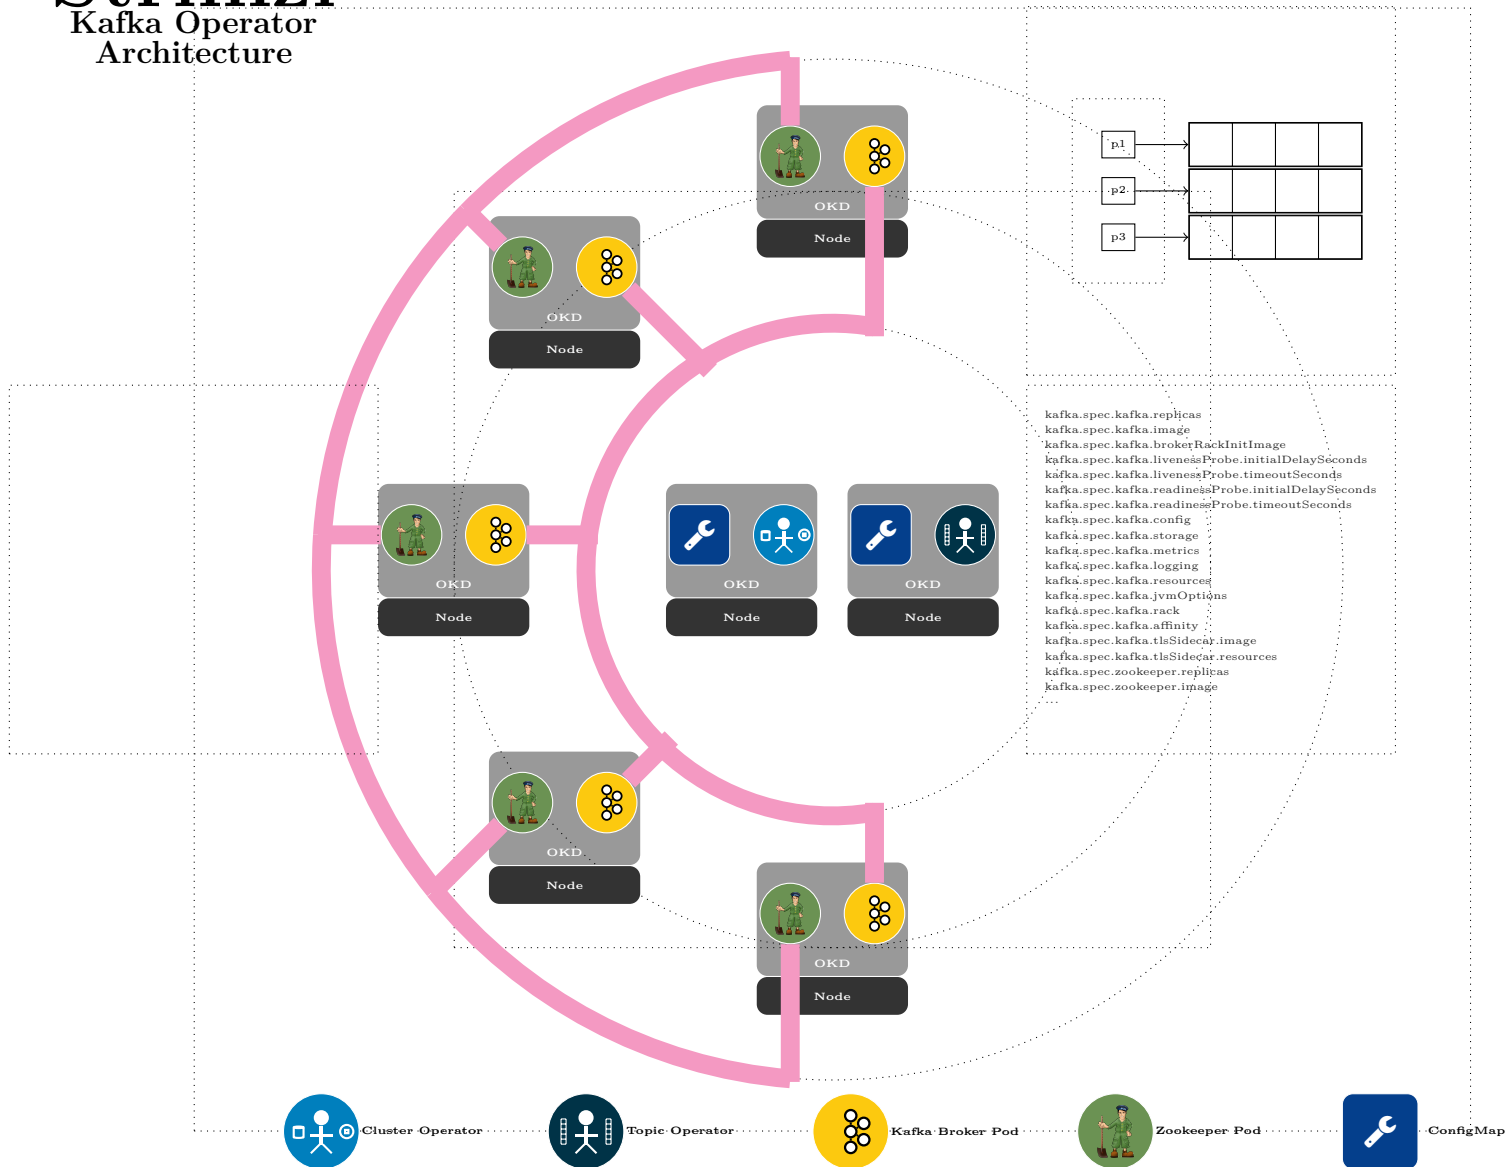 Strimzi
Kafka Operator
Architecture
OKD
Node
p1
p2
p3
OKD
Node
kafka.spec.kafka.replicas
kafka.spec.kafka.image
kafka.spec.kafka.brokerRackInitImage
kafka.spec.kafka.livenessProbe.initialDelaySeconds
kafka.spec.kafka.livenessProbe.timeoutSeconds
kafka.spec.kafka.readinessProbe.initialDelaySeconds
kafka.spec.kafka.readinessProbe.timeoutSeconds
kafka.spec.kafka.config
kafka.spec.kafka.storage
kafka.spec.kafka.metrics
kafka.spec.kafka.logging
kafka.spec.kafka.resources
kafka.spec.kafka.jvmOptions
kafka.spec.kafka.rack
kafka.spec.kafka.affinity
kafka.spec.kafka.tlsSidecar.image
kafka.spec.kafka.tlsSidecar.resources
kafka.spec.zookeeper.replicas
kafka.spec.zookeeper.image
...
OKD
Node
OKD
Node
OKD
Node
OKD
Node
OKD
Node
Cluster Operator
Topic Operator
Kafka Broker Pod
Zookeeper Pod
ConfigMap